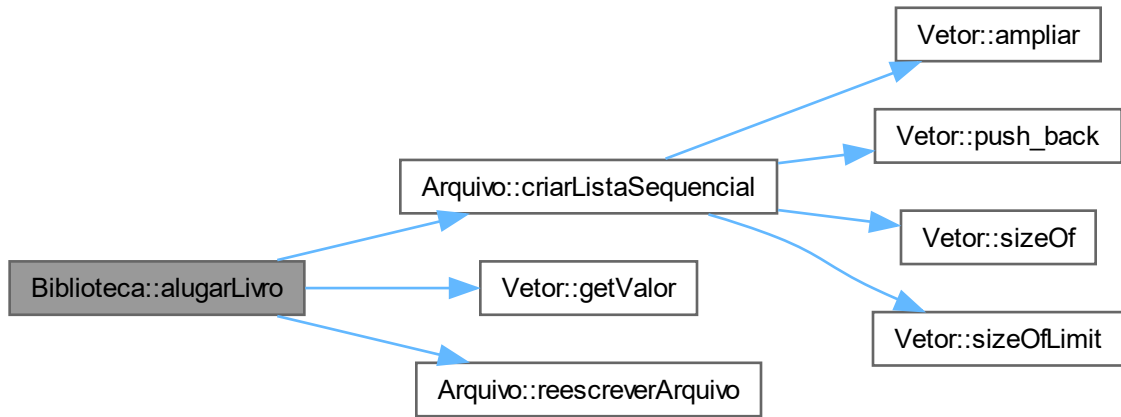 Biblioteca::alugarLivro
Arquivo::criarListaSequencial
Vetor::ampliar
Vetor::push_back
Vetor::sizeOf
Vetor::sizeOfLimit
Vetor::getValor
Arquivo::reescreverArquivo